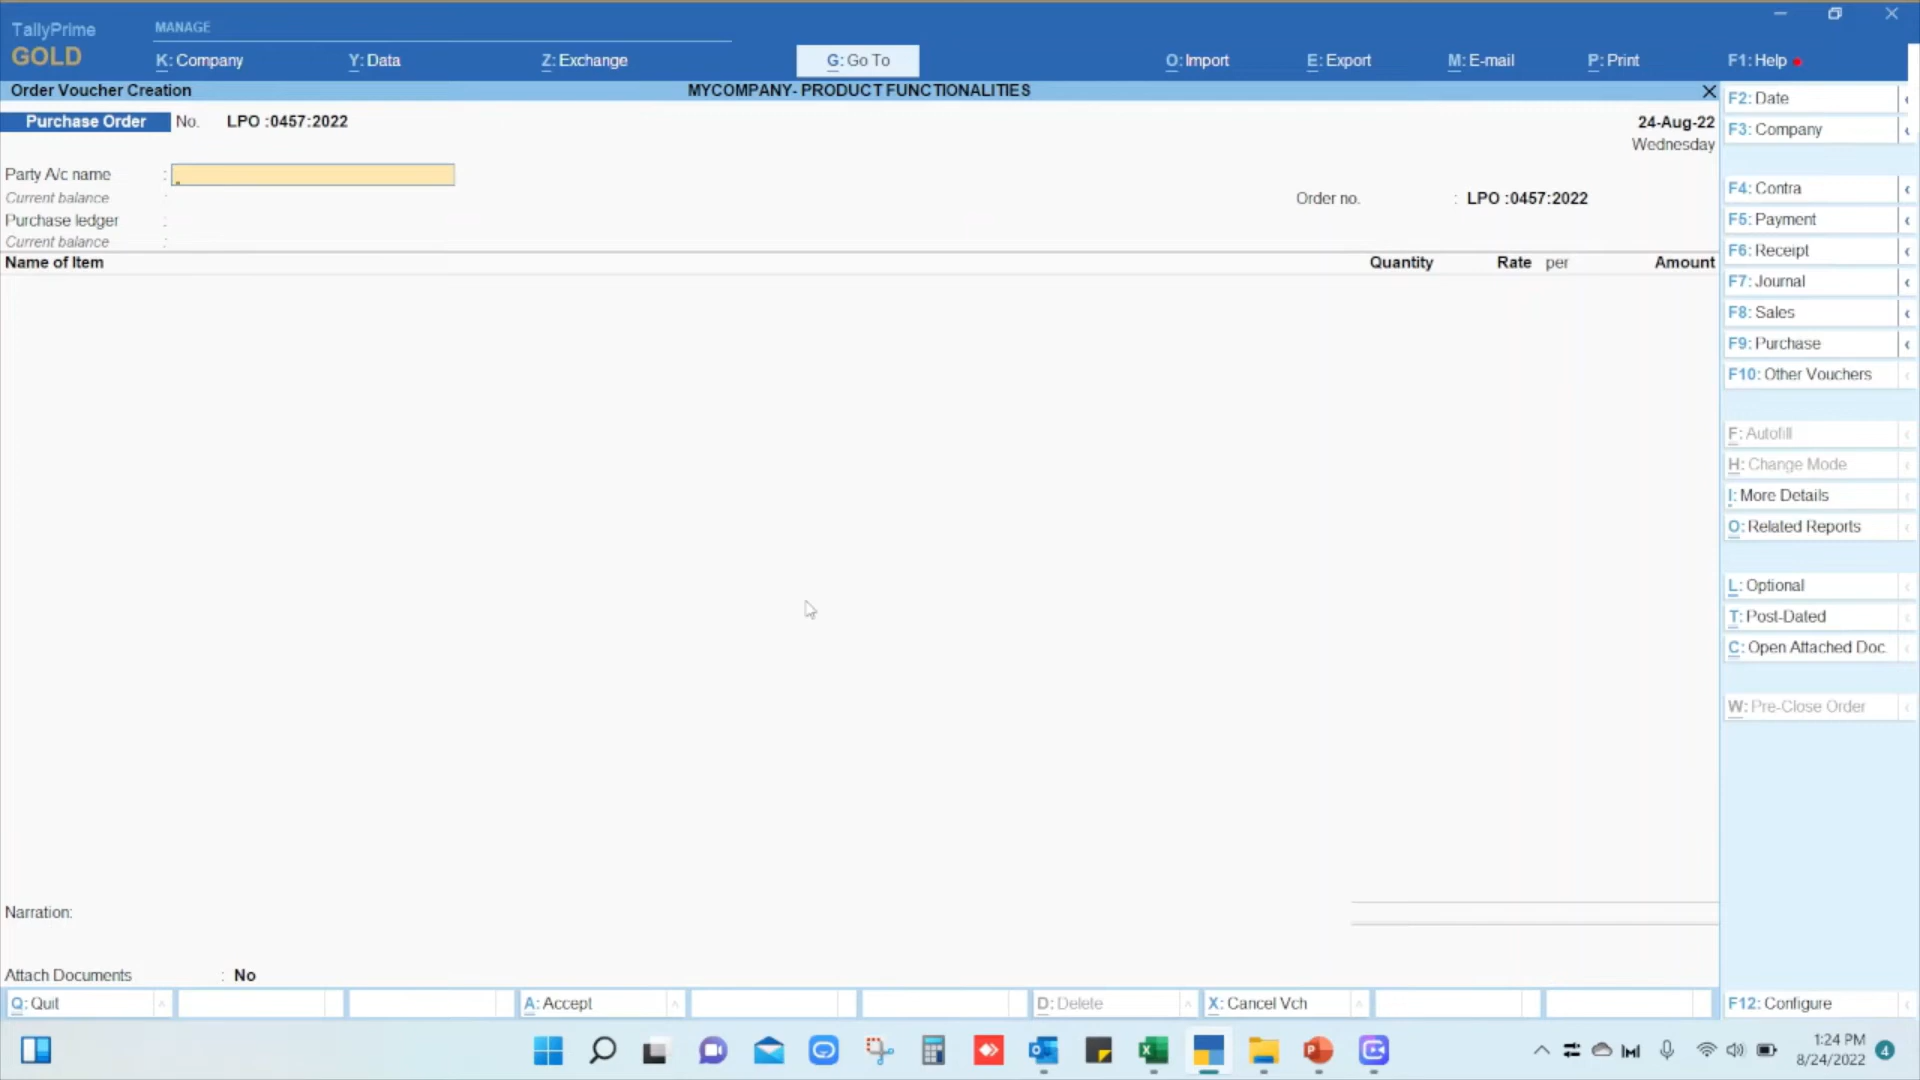 TallyPrime
GOLD
MANAGE
K: Company
Y: Data
Z: Exchange
G: Go To
O: Import
E: Export
M: E-mail
P: Print
F1: Help
Order Voucher Creation
MYCOMPANY- PRODUCT FUNCTIONALITIES
Purchase Order No. LPO :0457:2022
24-Aug-22
Wednesday
Party A/c name :
Current balance :
Order no. : LPO :0457:2022
Purchase ledger :
Current balance :
Name of Item Quantity Rate per Amount
Narration:
Attach Documents : No
Q: Quit
A: Accept
D: Delete
X: Cancel Vch
F2: Date
F3: Company
F4: Contra
F5: Payment
F6: Receipt
F7: Journal
F8: Sales
F9: Purchase
F10: Other Vouchers
F: Autofill
H: Change Mode
I: More Details
O: Related Reports
L: Optional
T: Post-Dated
C: Open Attached Doc
W: Pre-Close Order
F12: Configure
1:24 PM
8/24/2022
4